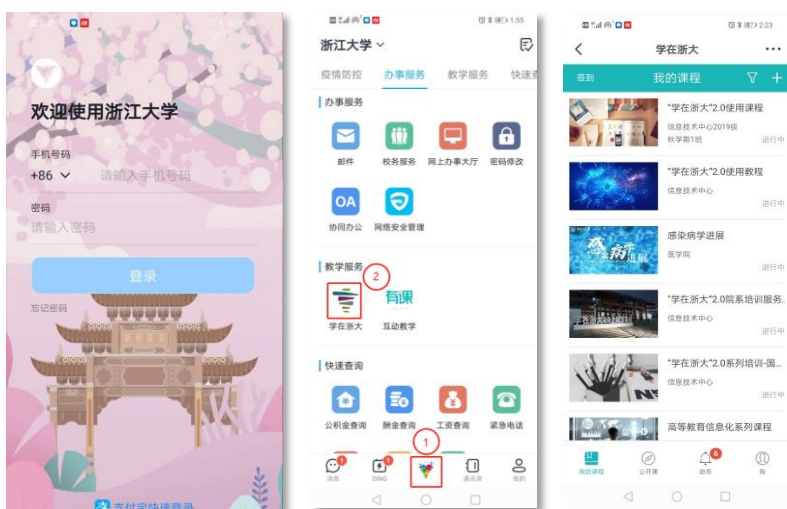 欢迎使用浙江大学
手机号码
+86
请输入手机号码
密码
请输入密码
登录
忘记密码
支付宝快速登录
1:55
浙江大学
疫情防控 办事服务 教学服务
办事服务
邮件 校务服务 网上办事大厅 密码修改
OA
协同办公 网络安全管理
教学服务
2
有课
学在浙大 互动教学
快速查询
公积金查询 酬金查询 工资查询 紧急电话
1
消息 DING 通讯录 我的
2:23
学在浙大
签到 我的课程
“学在浙大”2.0使用课程
信息技术中心2019级
秋学期1班
进行中
“学在浙大”2.0使用教程
信息技术中心
进行中
感染病学进展
感染病学进展
医学院
进行中
“学在浙大”2.0院系培训服务..
信息技术中心
进行中
“学在浙大”2.0系列培训-国...
信息技术中心
进行中
高等教育信息化系列课程
6
我的课程 公开课 动态 我